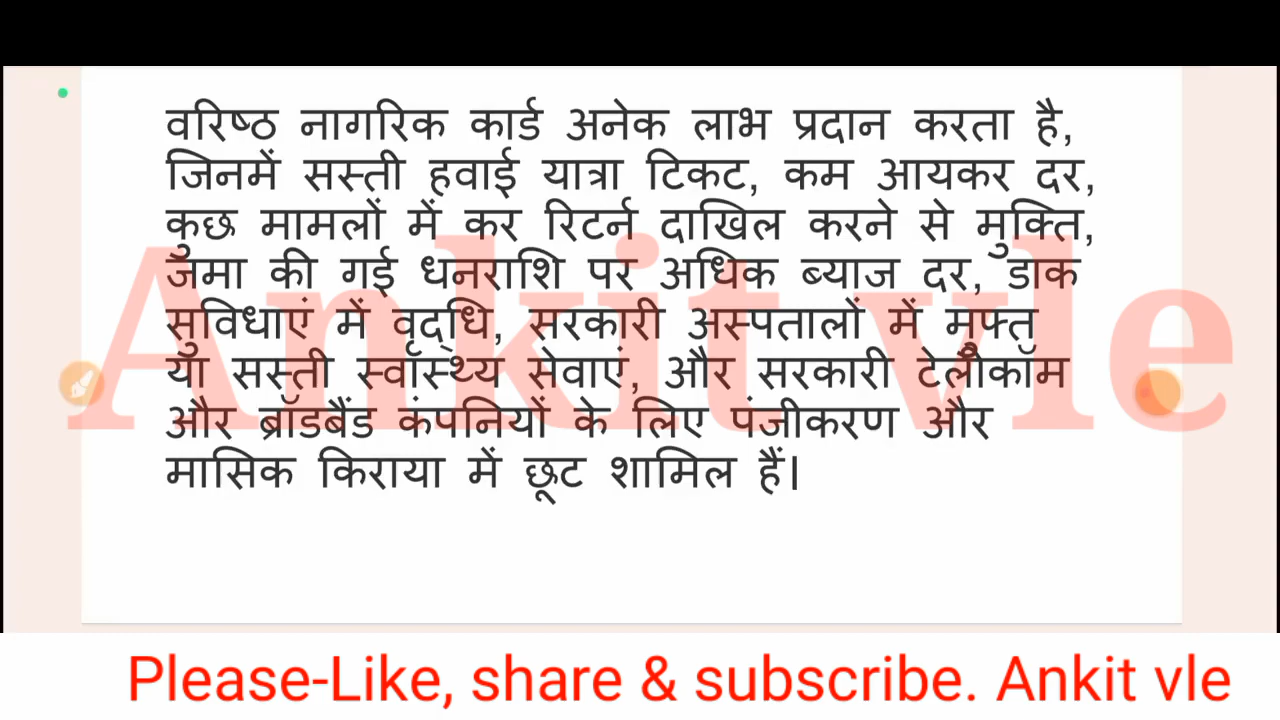 वरिष्ठ नागरिक कार्ड अनेक लाभ प्रदान करता है,
जिनमें सस्ती हवाई यात्रा टिकट, कम आयकर दर,
कुछ मामलों में कर रिटर्न दाखिल करने से मुक्ति,
जमा की गई धनराशि पर अधिक ब्याज दर, डाक
सुविधाएं में वृद्धि, सरकारी अस्पतालों में मुफ्त
या सस्ती स्वास्थ्य सेवाएं, और सरकारी टेलीकॉम
और ब्रॉडबैंड कंपनियों के लिए पंजीकरण और
मासिक किराया में छूट शामिल हैं।
Ankit vle
Please-Like, share & subscribe. Ankit vle